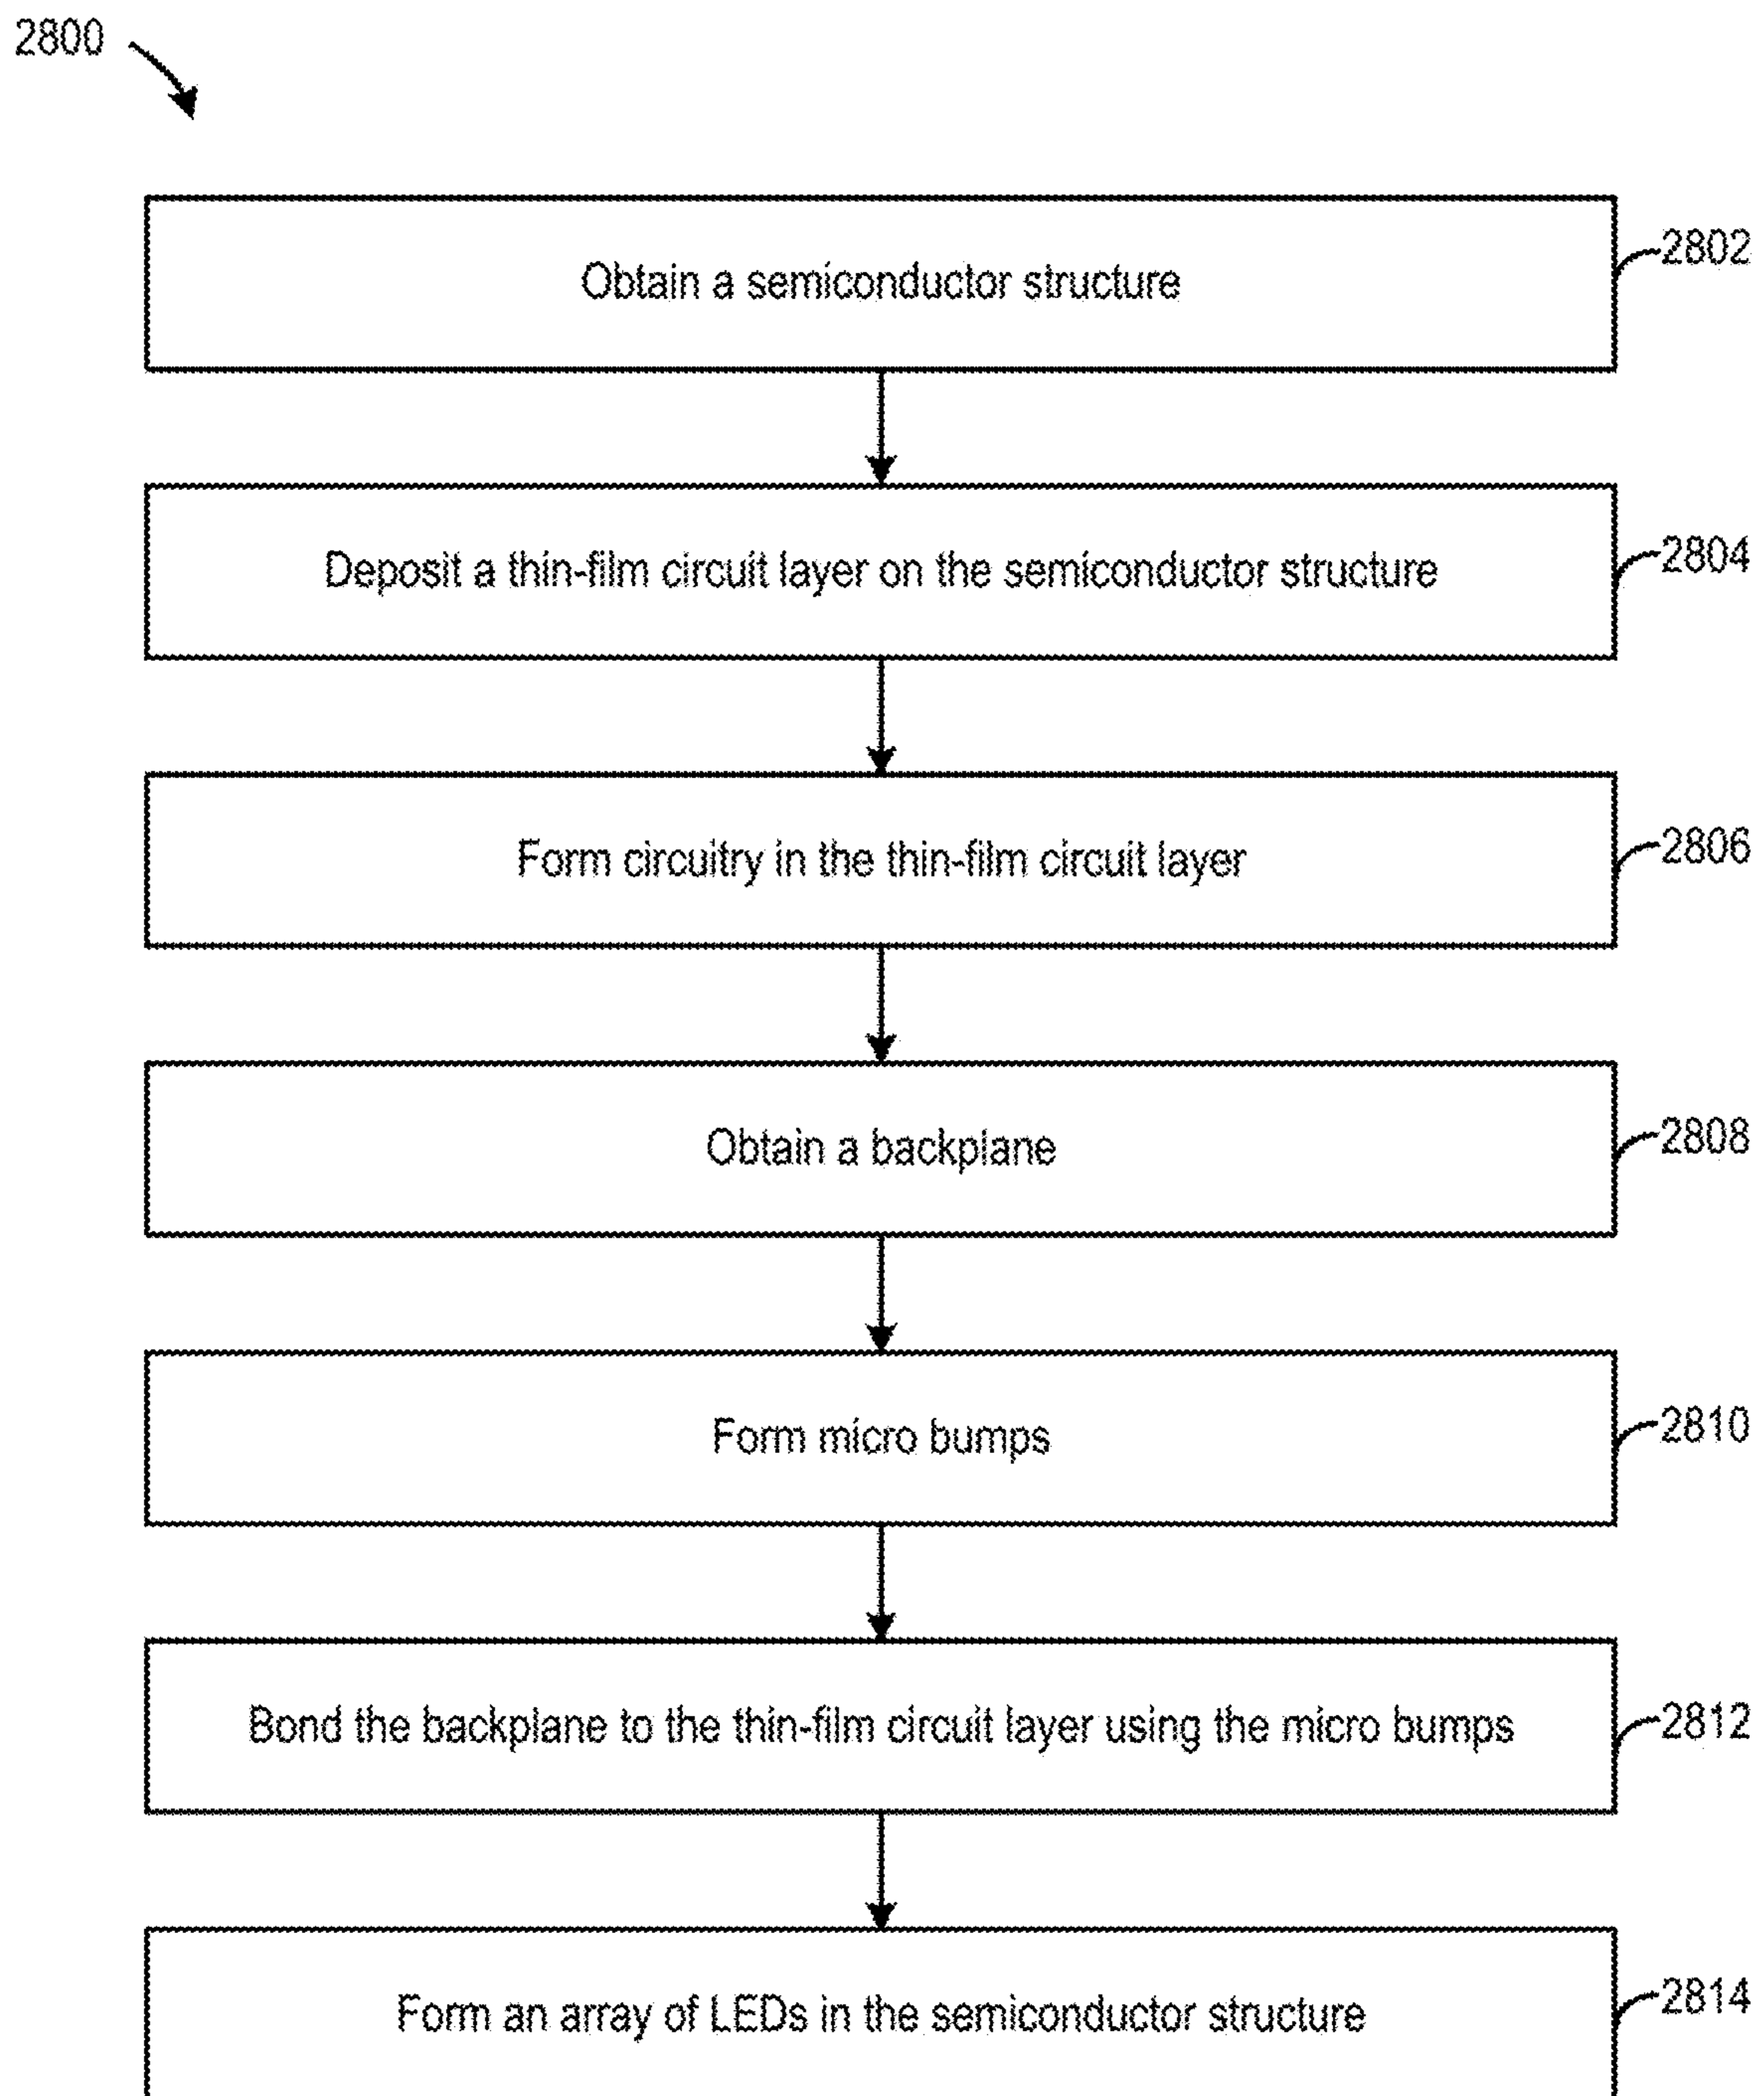 2800
Obtain a semiconductor structure
2802
Deposit a thin-film circuit layer on the semiconductor structure
2804
Form circuitry in the thin-film circuit layer
2806
Obtain a backplane
2808
Form micro bumps
2810
Bond the backplane to the thin-film circuit layer using the micro bumps
2812
Form an array of LEDs in the semiconductor structure
2814